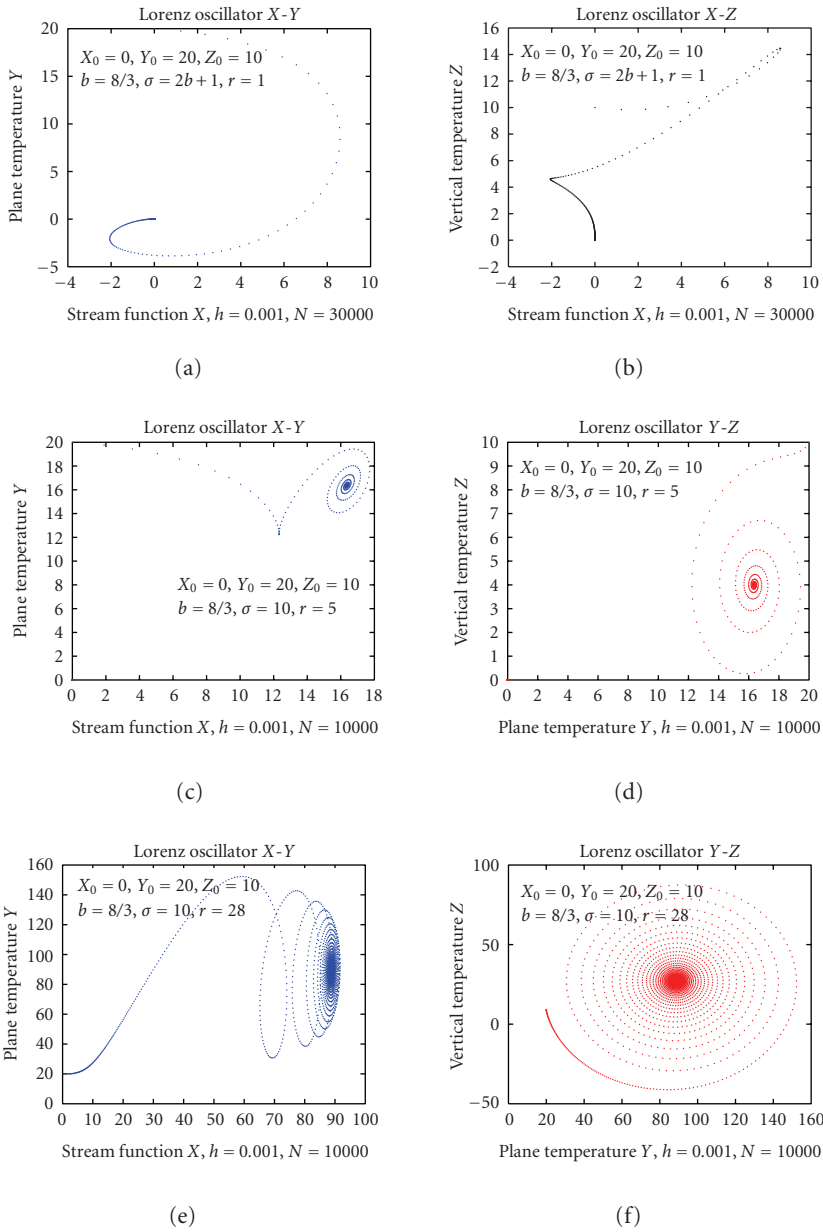 Lorenz oscillator X-Y
X₀ = 0, Y₀ = 20, Z₀ = 10
b = 8/3, σ = 2b+1, r = 1
Plane temperature Y
20
15
10
5
0
−5
−4 −2 0 2 4 6 8 10
Stream function X, h = 0.001, N = 30000
(a)
Lorenz oscillator X-Z
X₀ = 0, Y₀ = 20, Z₀ = 10
b = 8/3, σ = 2b+1, r = 1
Vertical temperature Z
16
14
12
10
8
6
4
2
0
−2
−4 −2 0 2 4 6 8 10
Stream function X, h = 0.001, N = 30000
(b)
Lorenz oscillator X-Y
X₀ = 0, Y₀ = 20, Z₀ = 10
b = 8/3, σ = 10, r = 5
Plane temperature Y
20
18
16
14
12
10
8
6
4
2
0
0 2 4 6 8 10 12 14 16 18
Stream function X, h = 0.001, N = 10000
(c)
Lorenz oscillator Y-Z
X₀ = 0, Y₀ = 20, Z₀ = 10
b = 8/3, σ = 10, r = 5
Vertical temperature Z
10
9
8
7
6
5
4
3
2
1
0
0 2 4 6 8 10 12 14 16 18 20
Plane temperature Y, h = 0.001, N = 10000
(d)
Lorenz oscillator X-Y
X₀ = 0, Y₀ = 20, Z₀ = 10
b = 8/3, σ = 10, r = 28
Plane temperature Y
160
140
120
100
80
60
40
20
0
0 10 20 30 40 50 60 70 80 90 100
Stream function X, h = 0.001, N = 10000
(e)
Lorenz oscillator Y-Z
X₀ = 0, Y₀ = 20, Z₀ = 10
b = 8/3, σ = 10, r = 28
Vertical temperature Z
100
50
0
−50
0 20 40 60 80 100 120 140 160
Plane temperature Y, h = 0.001, N = 10000
(f)